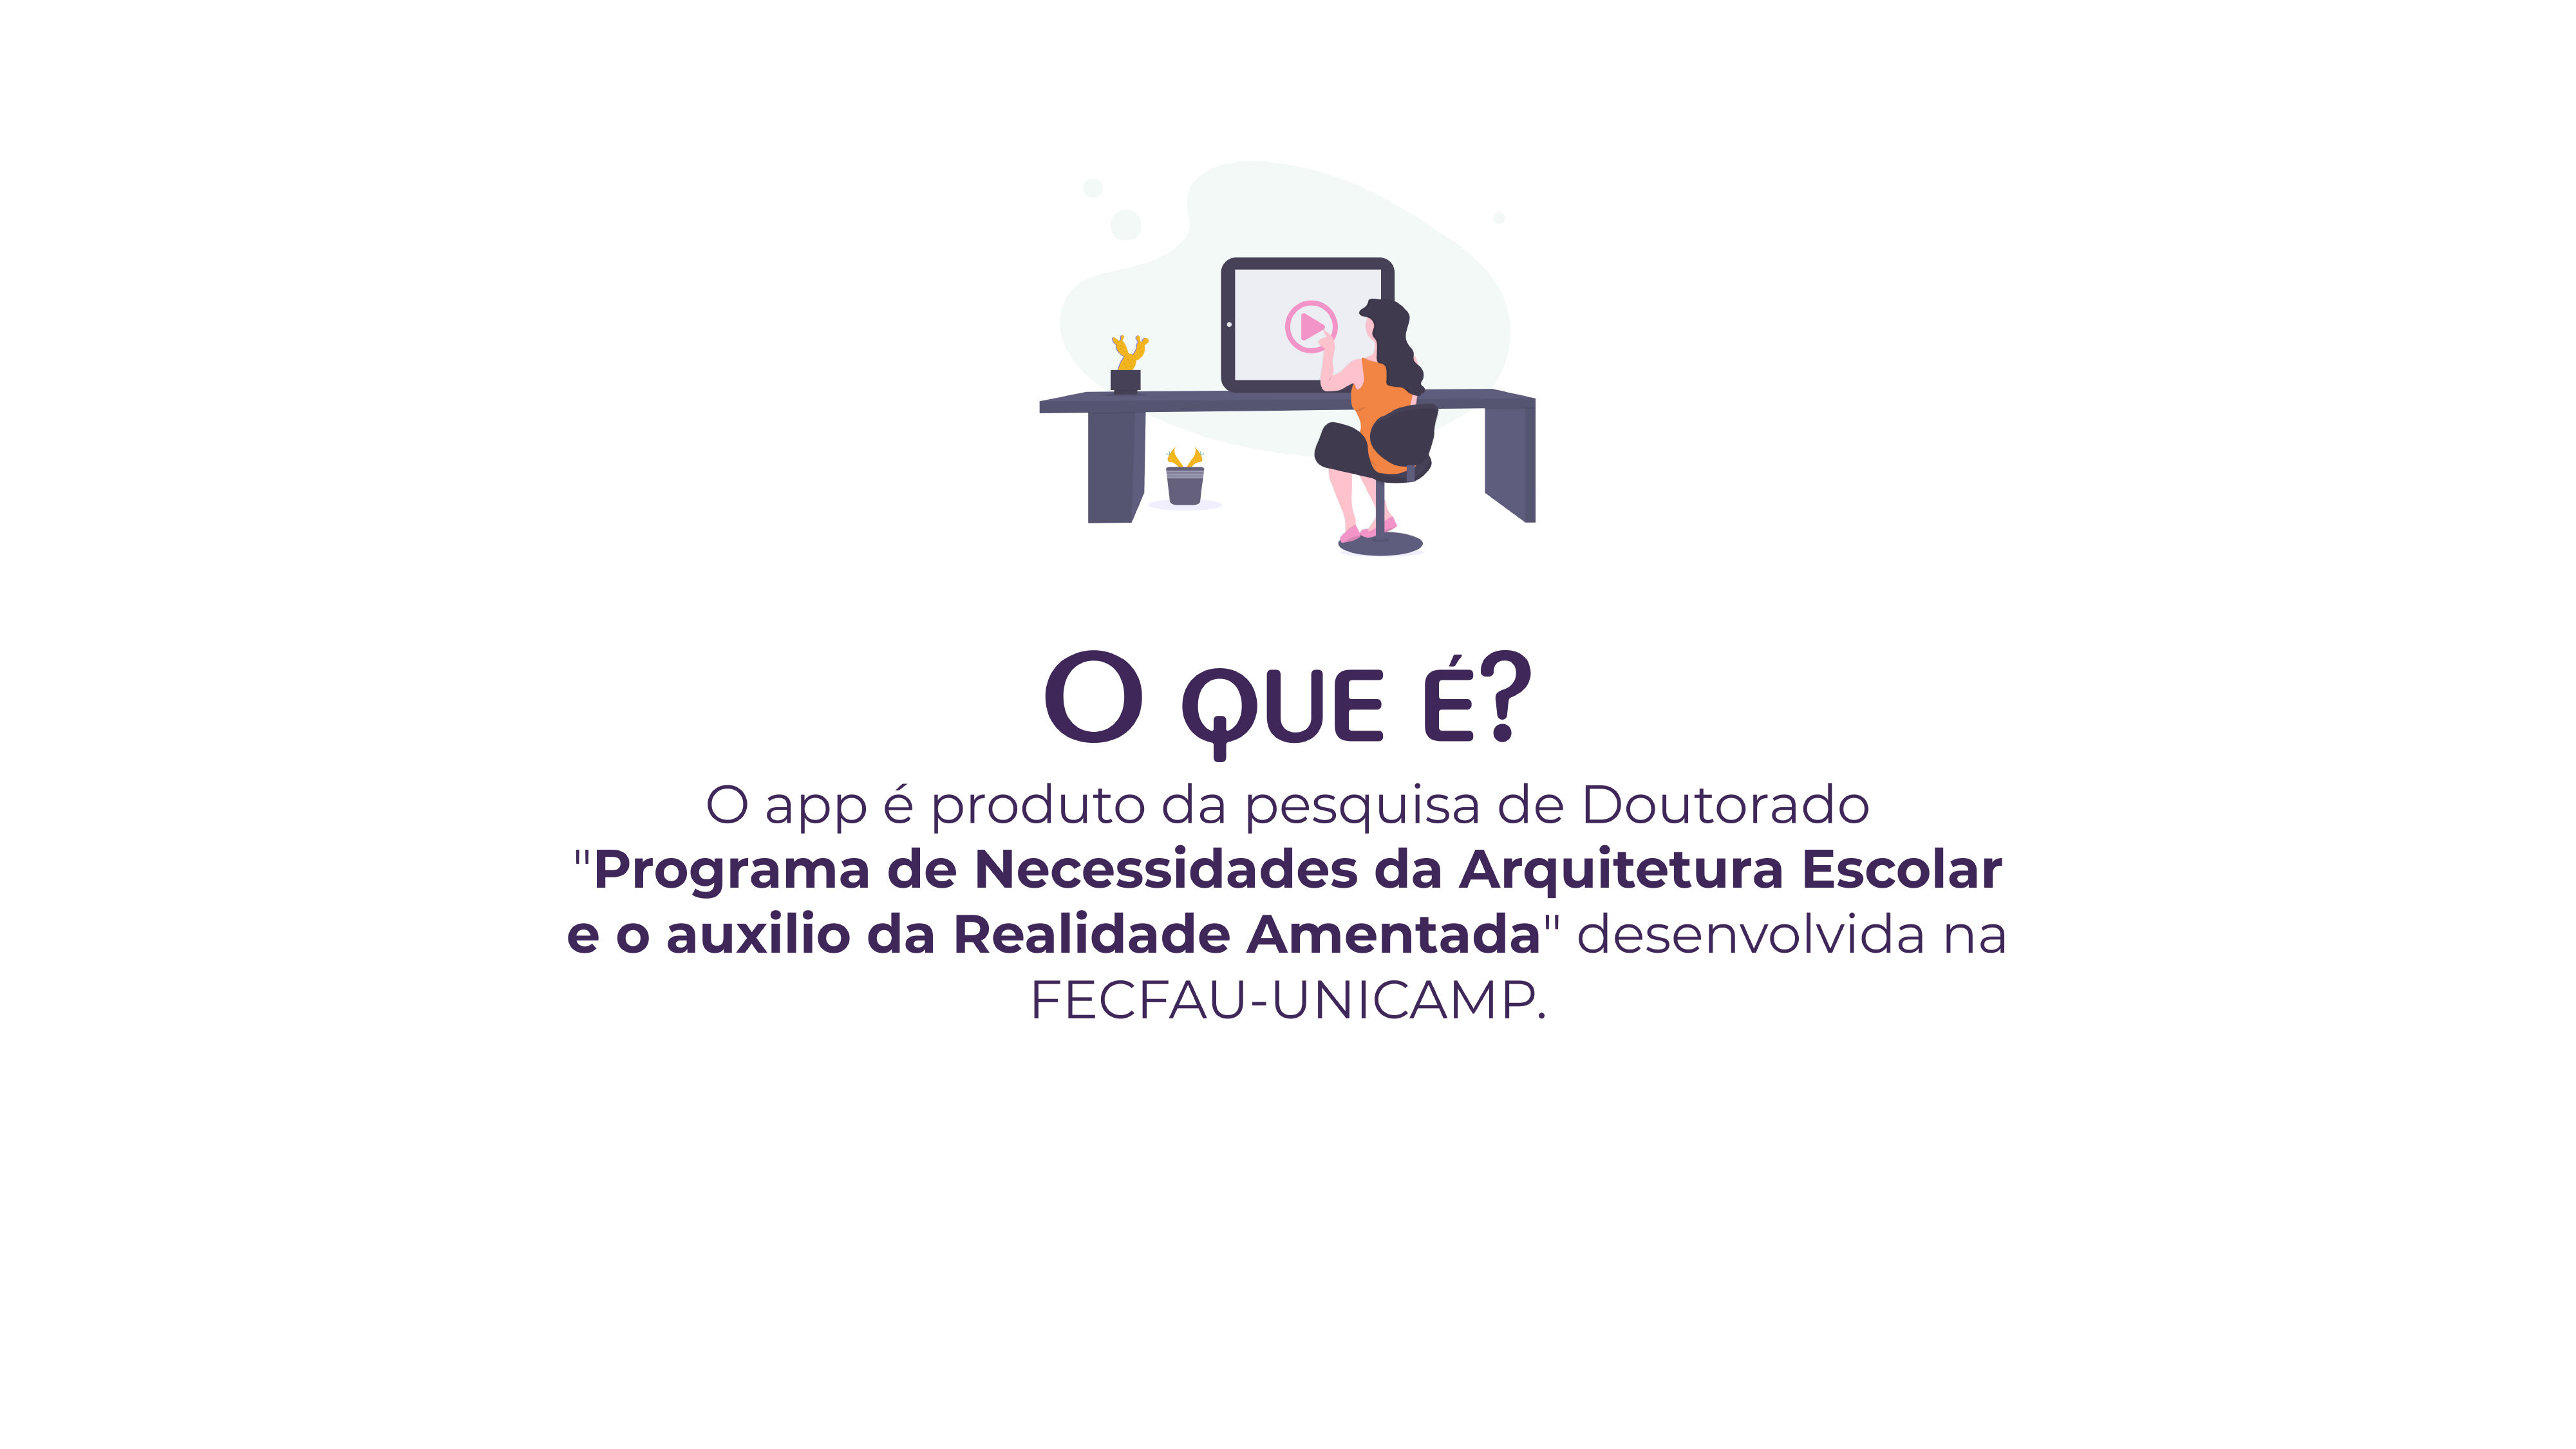 O que é?
O app é produto da pesquisa de Doutorado
"Programa de Necessidades da Arquitetura Escolar
e o auxilio da Realidade Amentada" desenvolvida na
FECFAU-UNICAMP.